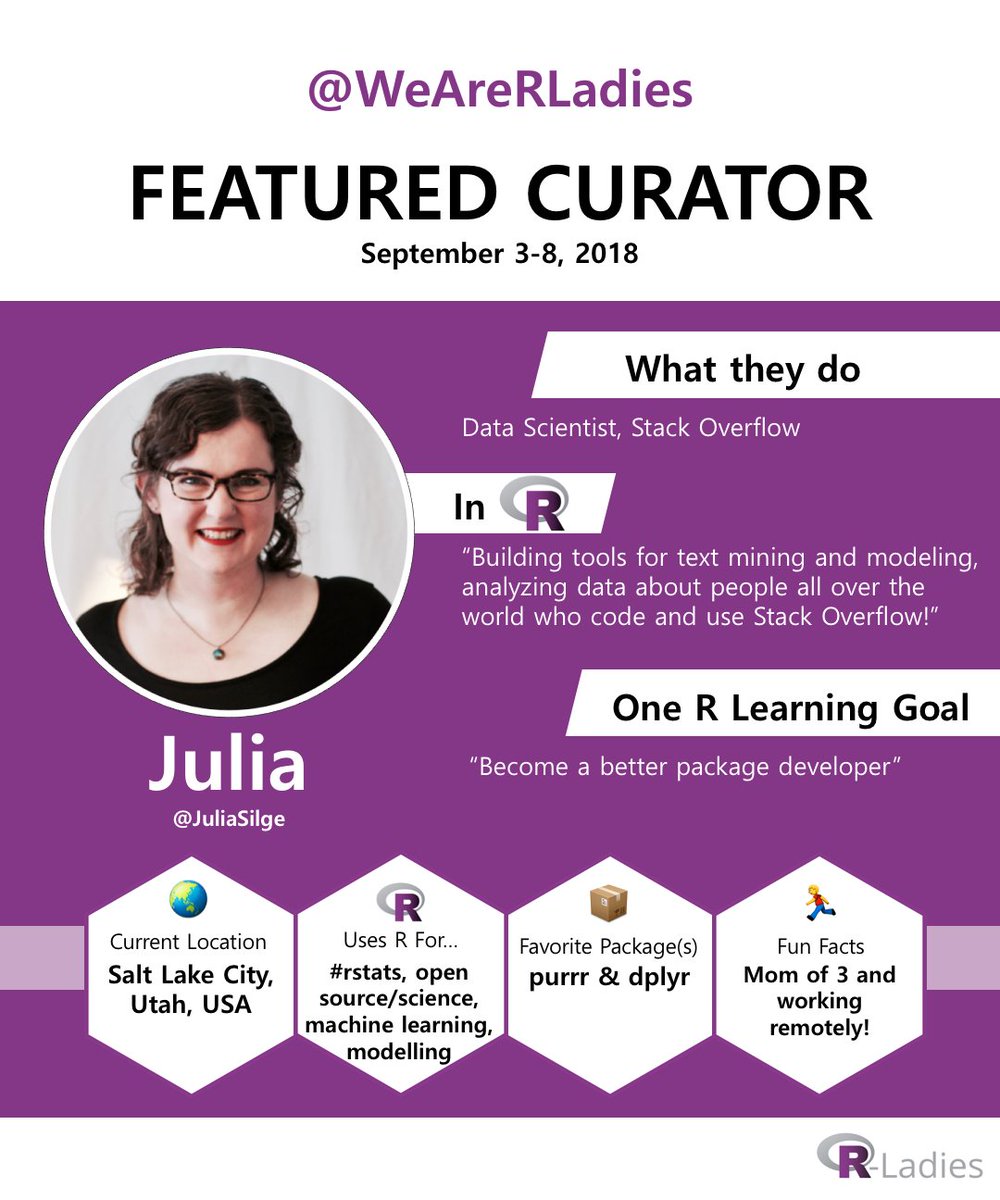 @WeAreRLadies
FEATURED CURATOR
September 3-8, 2018
What they do
Data Scientist, Stack Overflow
In R
“Building tools for text mining and modeling,
analyzing data about people all over the
world who code and use Stack Overflow!”
One R Learning Goal
“Become a better package developer”
Julia
@JuliaSilge
Current Location
Salt Lake City,
Utah, USA
R
Uses R For...
#rstats, open
source/science,
machine learning,
modelling
Favorite Package(s)
purrr & dplyr
Fun Facts
Mom of 3 and
working
remotely!
R-Ladies